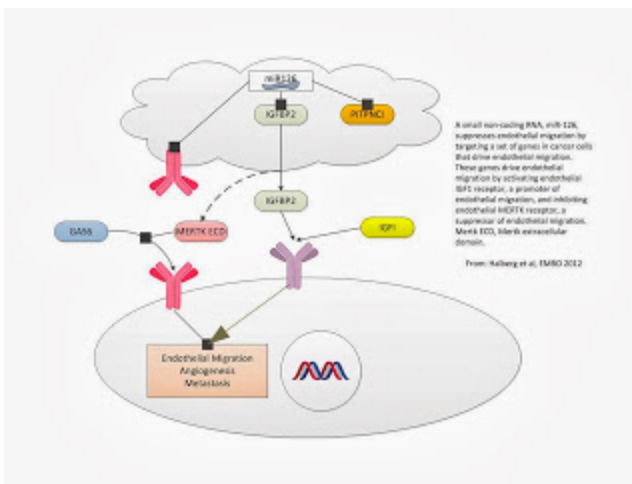 miR126
IGFBP2
PITPNCI
A small non-coding RNA, miR-126,
suppresses endothelial migration by
targeting a set of genes in cancer cells
that drive endothelial migration.
These genes drive endothelial
migration by activating endothelial
IGF1 receptor, a promoter of
endothelial migration, and inhibiting
endothelial MERTK receptor, a
suppressor of endothelial migration.
Mertk ECD, Mertk extracellular
domain.
From: Halberg et al, EMBO 2012
IGFBP2
GAS6
MERTK ECD
IGFI
Endothelial Migration
Angiogenesis
Metastasis